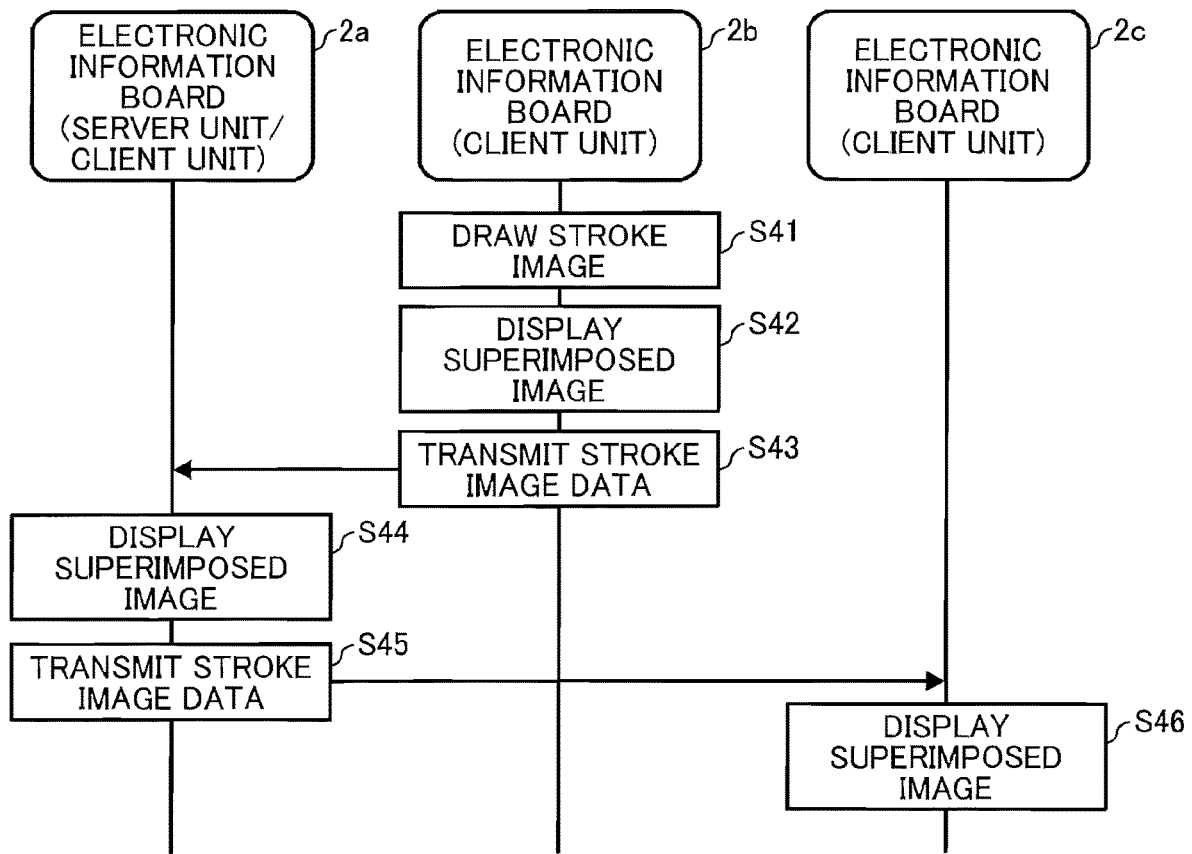 ELECTRONIC
INFORMATION
BOARD
(SERVER UNIT/
CLIENT UNIT)
2a
ELECTRONIC
INFORMATION
BOARD
(CLIENT UNIT)
2b
ELECTRONIC
INFORMATION
BOARD
(CLIENT UNIT)
2c
DRAW STROKE
IMAGE
S41
DISPLAY
SUPERIMPOSED
IMAGE
S42
TRANSMIT STROKE
IMAGE DATA
S43
DISPLAY
SUPERIMPOSED
IMAGE
S44
TRANSMIT STROKE
IMAGE DATA
S45
DISPLAY
SUPERIMPOSED
IMAGE
S46